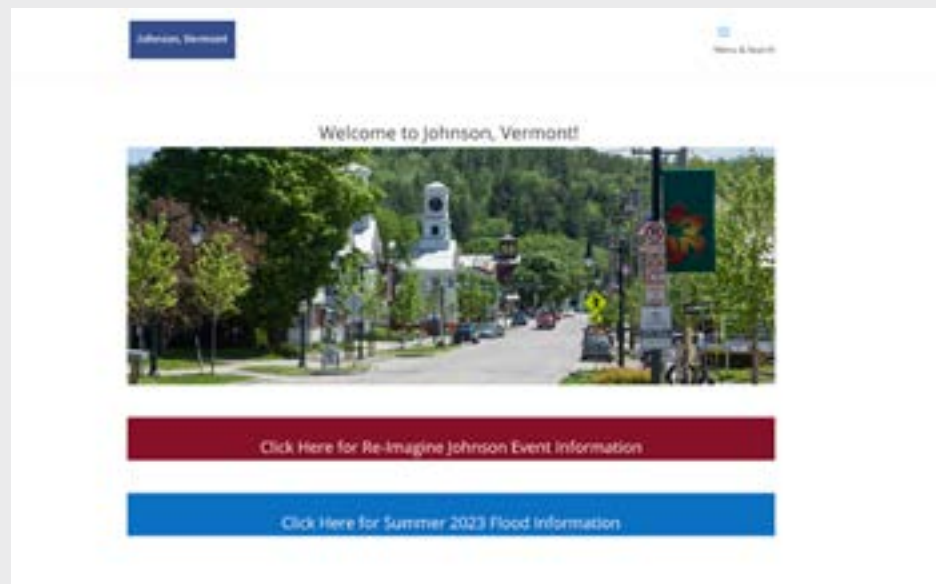 Johnson, Vermont
Menu & Search
Welcome to Johnson, Vermont!
Click Here for Re-Imagine Johnson Event Information
Click Here for Summer 2023 Flood Information